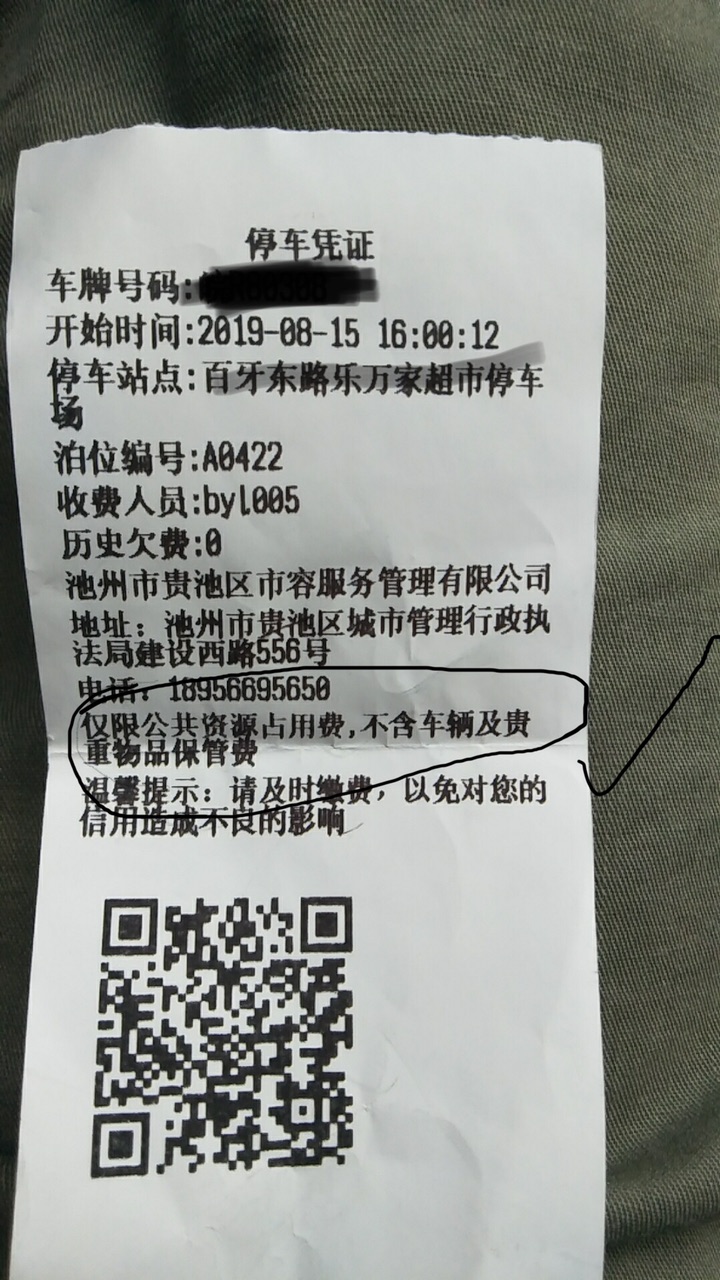 停车凭证
车牌号码:
开始时间:2019-08-15 16:00:12
停车站点:百牙东路乐万家超市停车
场
泊位编号:A0422
收费人员:byl005
历史欠费:0
池州市贵池区市容服务管理有限公司
地址：池州市贵池区城市管理行政执
法局建设西路556号
电话：18956695650
仅限公共资源占用费,不含车辆及贵
重物品保管费
温馨提示：请及时缴费，以免对您的
信用造成不良的影响